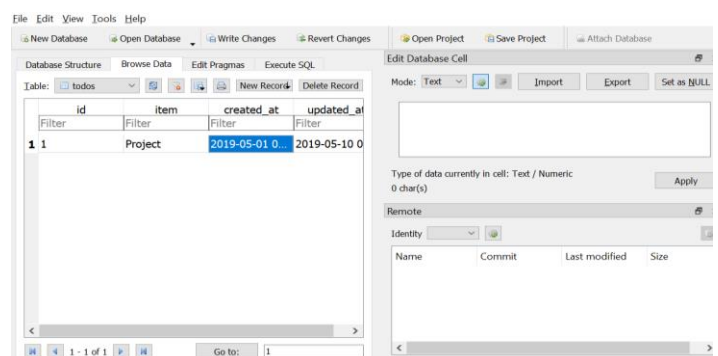 File Edit View Tools Help
New Database Open Database Write Changes Revert Changes Open Project Save Project Attach Database
Database Structure Browse Data Edit Pragmas Execute SQL
Table: todos New Record Delete Record
id item created_at updated_at
Filter Filter Filter Filter
1 1 Project 2019-05-01 0... 2019-05-10 0
1 - 1 of 1 Go to: 1
Edit Database Cell
Mode: Text Import Export Set as NULL
Type of data currently in cell: Text / Numeric
0 char(s)
Apply
Remote
Identity
Name Commit Last modified Size